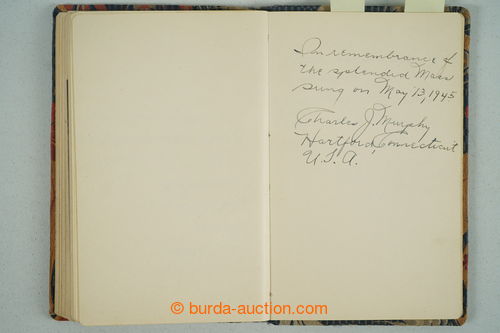 In remembrance of
the splendid Mass
sung on May 13, 1945
Charles J. Murphy
Hartford, Connecticut
U.S.A.
© burda-auction.com